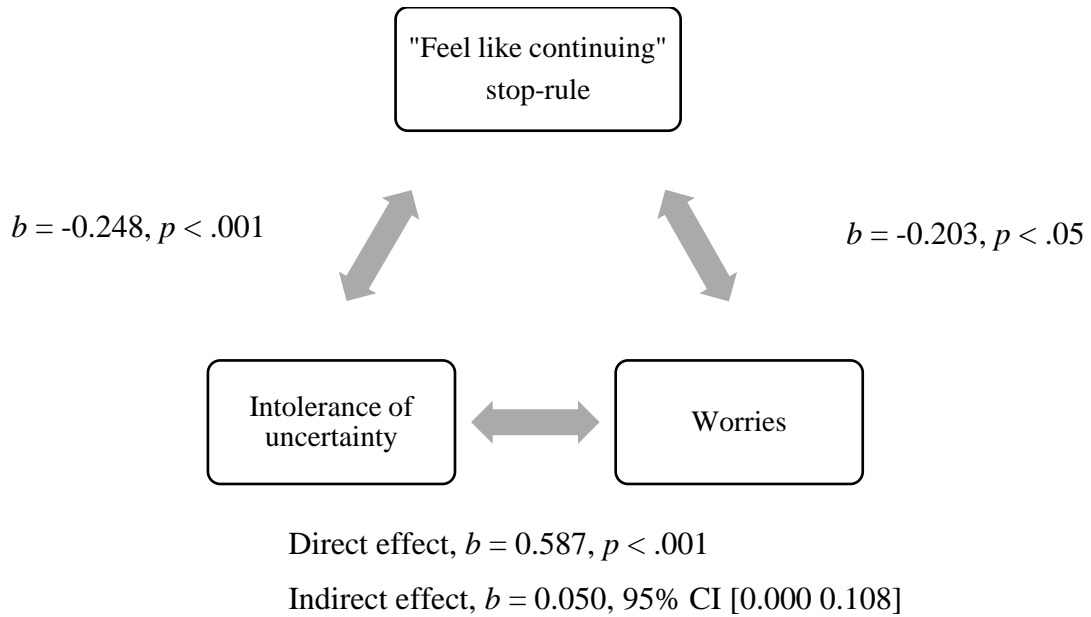 "Feel like continuing"
stop-rule
b = -0.248, p < .001
b = -0.203, p < .05
Intolerance of
uncertainty
Worries
Direct effect, b = 0.587, p < .001
Indirect effect, b = 0.050, 95% CI [0.000 0.108]